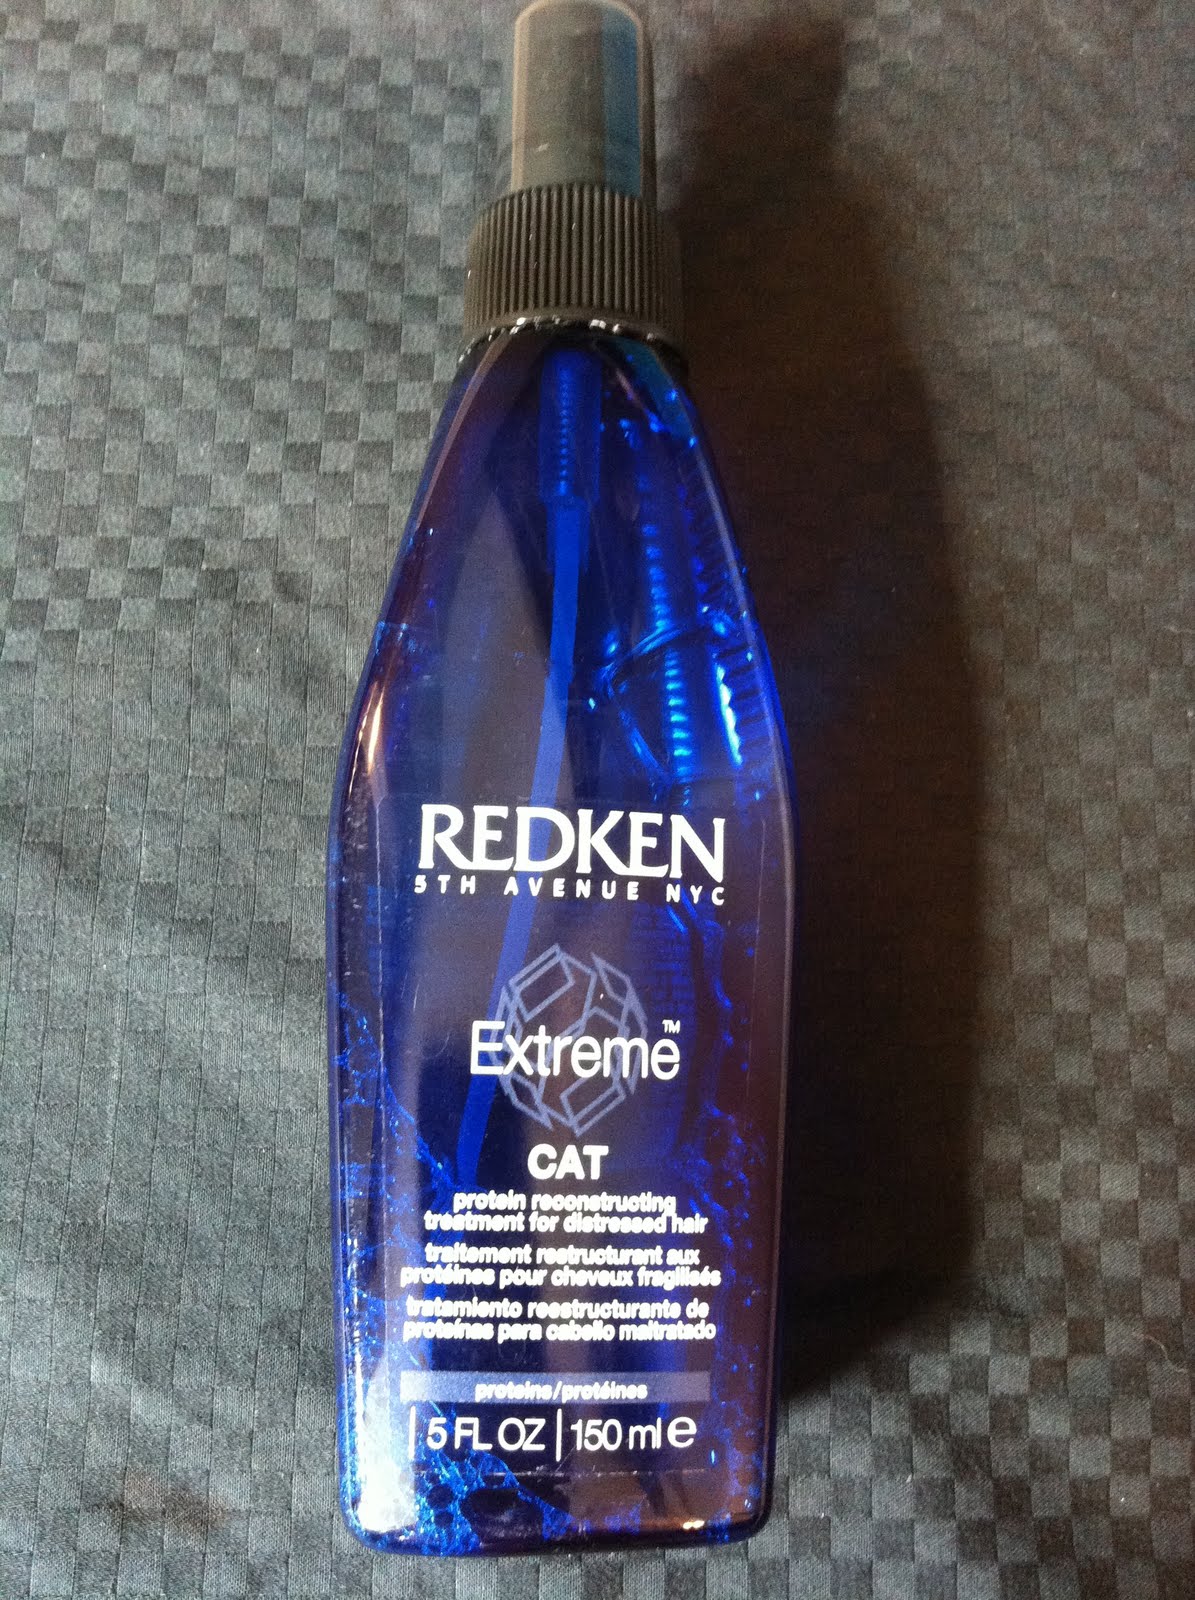 REDKEN
5TH AVENUE NYC
Extreme™
CAT
protein reconstructing
treatment for distressed hair
traitement restructurant aux
protéines pour cheveux fragilisés
tratamiento reestructurante de
proteínas para cabello maltratado
proteins/protéines
5 FL OZ | 150 ml e